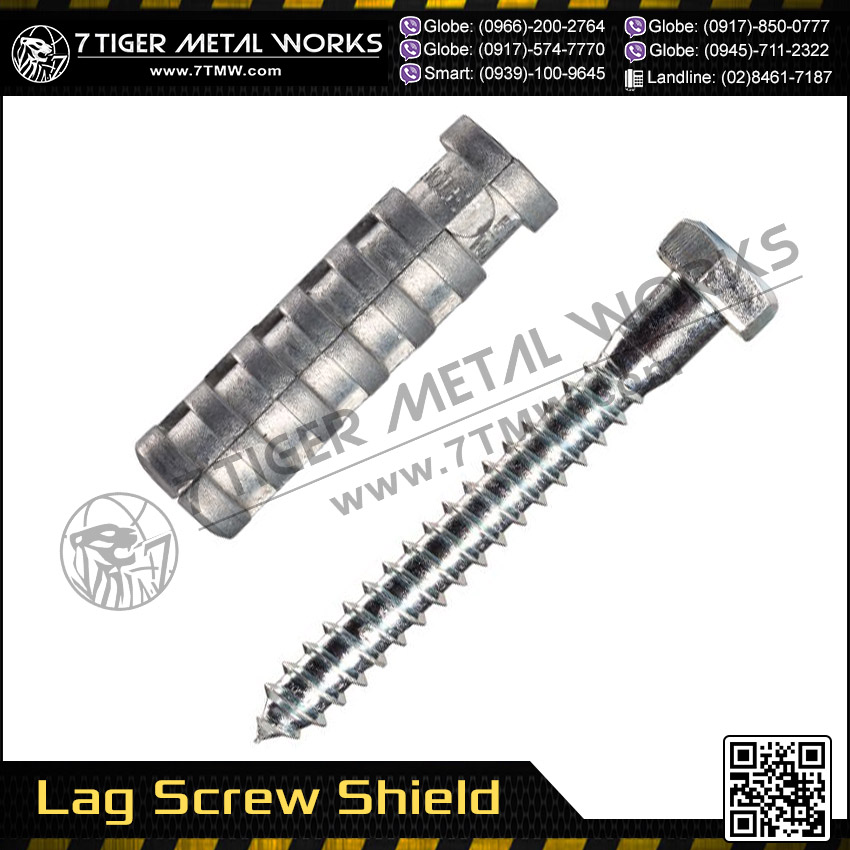 7 TIGER METAL WORKS
www.7TMW.com
Globe: (0966)-200-2764
Globe: (0917)-574-7770
Smart: (0939)-100-9645
Globe: (0917)-850-0777
Globe: (0945)-711-2322
Landline: (02)8461-7187
7 TIGER METAL WORKS
www.7TMW.com
7
Lag Screw Shield